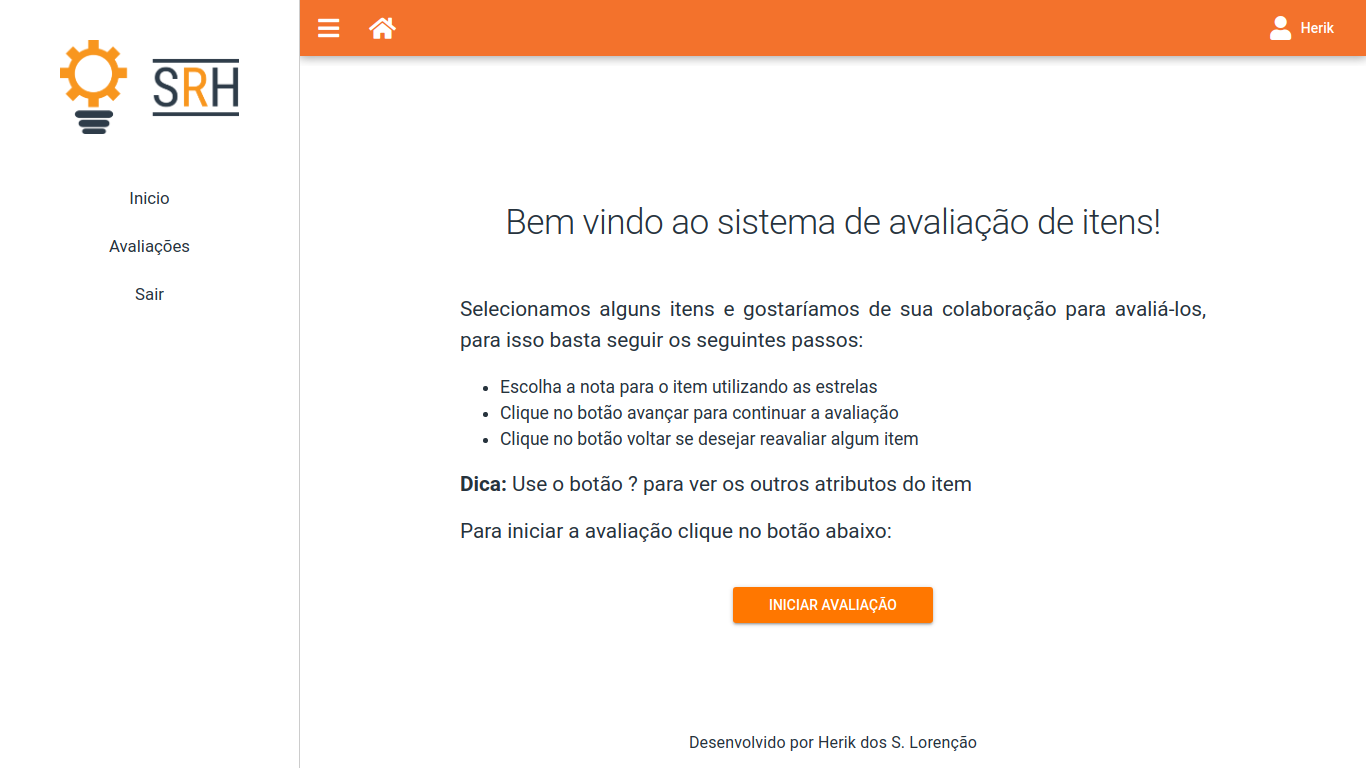 SRH
Inicio
Avaliações
Sair
Herik
Bem vindo ao sistema de avaliação de itens!
Selecionamos alguns itens e gostaríamos de sua colaboração para avaliá-los,
para isso basta seguir os seguintes passos:
• Escolha a nota para o item utilizando as estrelas
• Clique no botão avançar para continuar a avaliação
• Clique no botão voltar se desejar reavaliar algum item
Dica: Use o botão ? para ver os outros atributos do item
Para iniciar a avaliação clique no botão abaixo:
INICIAR AVALIAÇÃO
Desenvolvido por Herik dos S. Lorenção